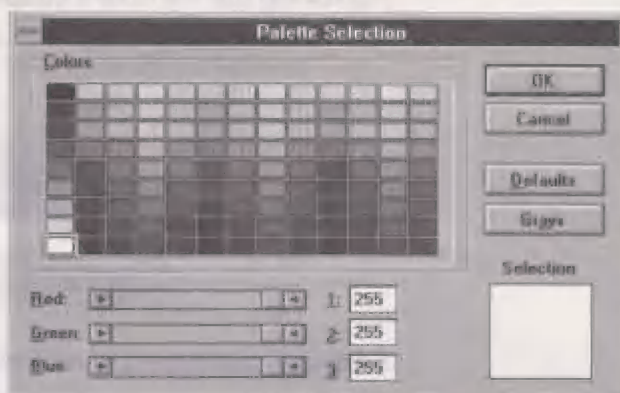 Palette Selection
Colors
OK
Cancel
Defaults
Grays
Selection
Red:
1: 255
Green:
2: 255
Blue:
3: 255